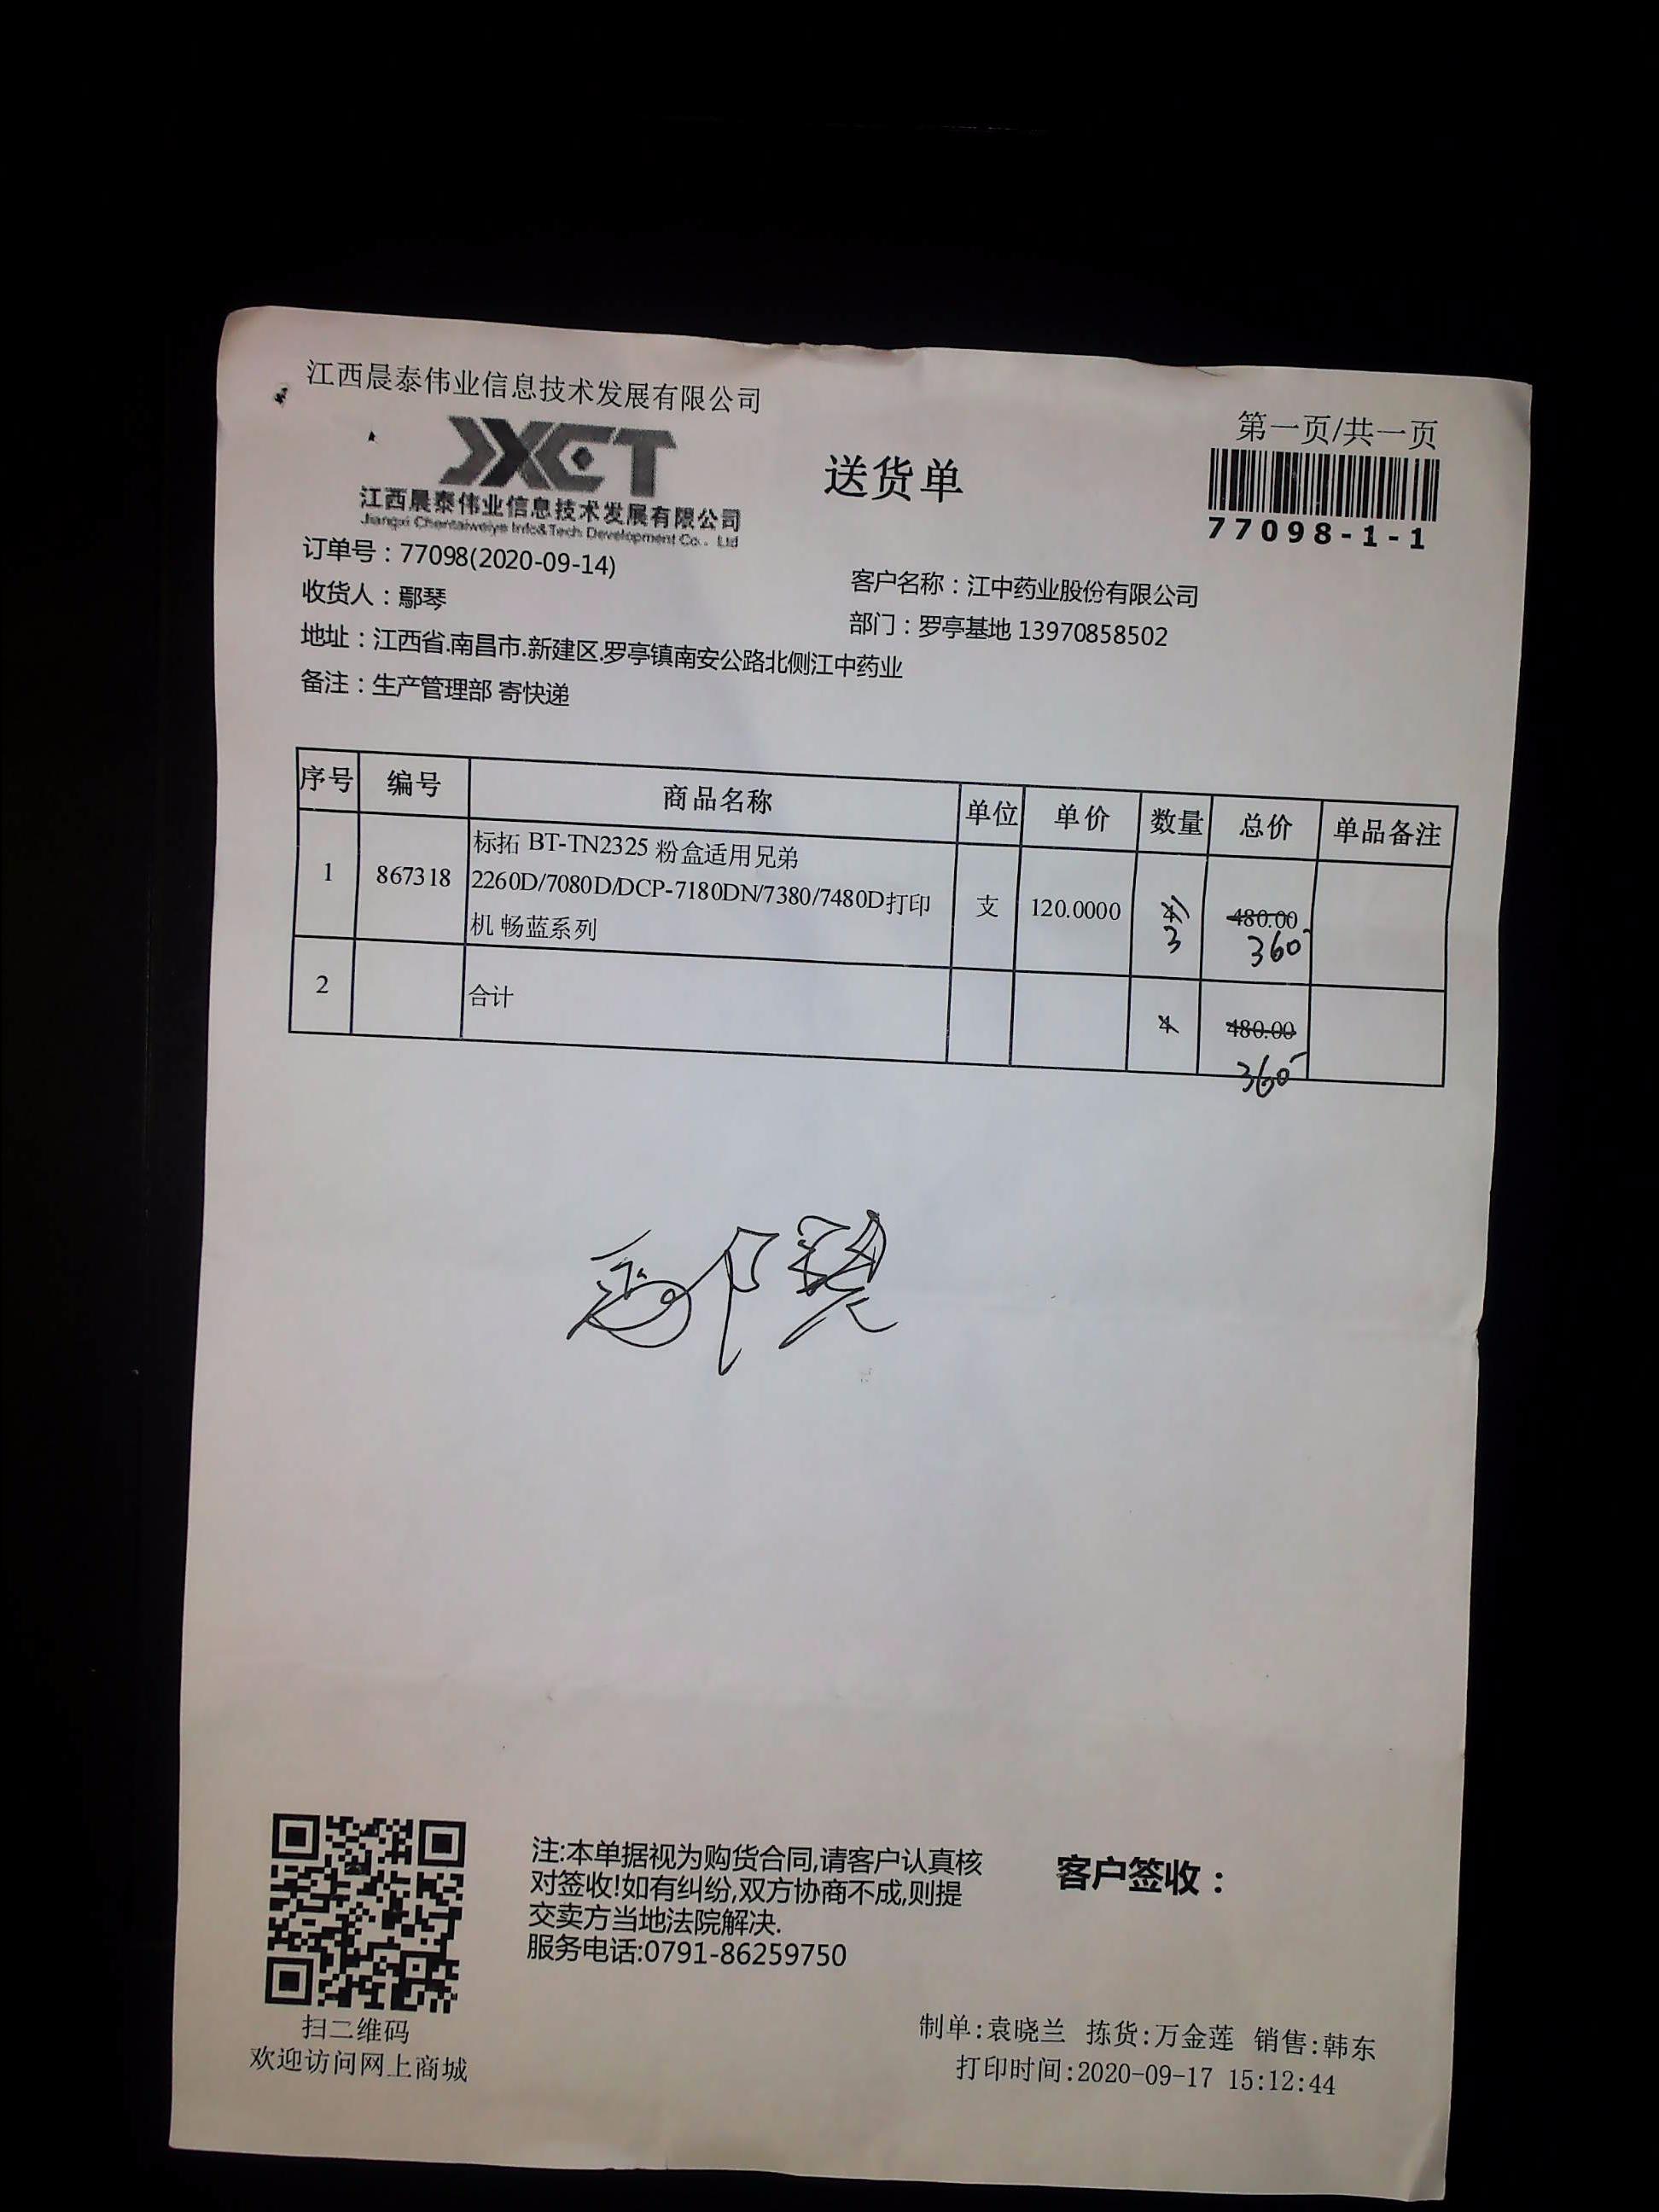 江西晨泰伟业信息技术发展有限公司
第一页/共一页
JXCT
江西晨泰伟业信息技术发展有限公司
Jiangxi Chentaiweiye Info&Tech Development Co., Ltd
送货单
77098-1-1
订单号：77098(2020-09-14)
客户名称：江中药业股份有限公司
收货人：鄢琴
部门：罗亭基地 13970858502
地址：江西省.南昌市.新建区.罗亭镇南安公路北侧江中药业
备注：生产管理部 寄快递
序号 编号 商品名称 单位 单价 数量 总价 单品备注
1 867318 标拓 BT-TN2325 粉盒适用兄弟 2260D/7080D/DCP-7180DN/7380/7480D打印机 畅蓝系列 支 120.0000 4 480.00
3 360
2 合计 4 480.00
360
鄢琴
注:本单据视为购货合同,请客户认真核
对签收!如有纠纷,双方协商不成,则提
交卖方当地法院解决.
服务电话:0791-86259750
客户签收：
扫二维码
欢迎访问网上商城
制单:袁晓兰 拣货:万金莲 销售:韩东
打印时间:2020-09-17 15:12:44